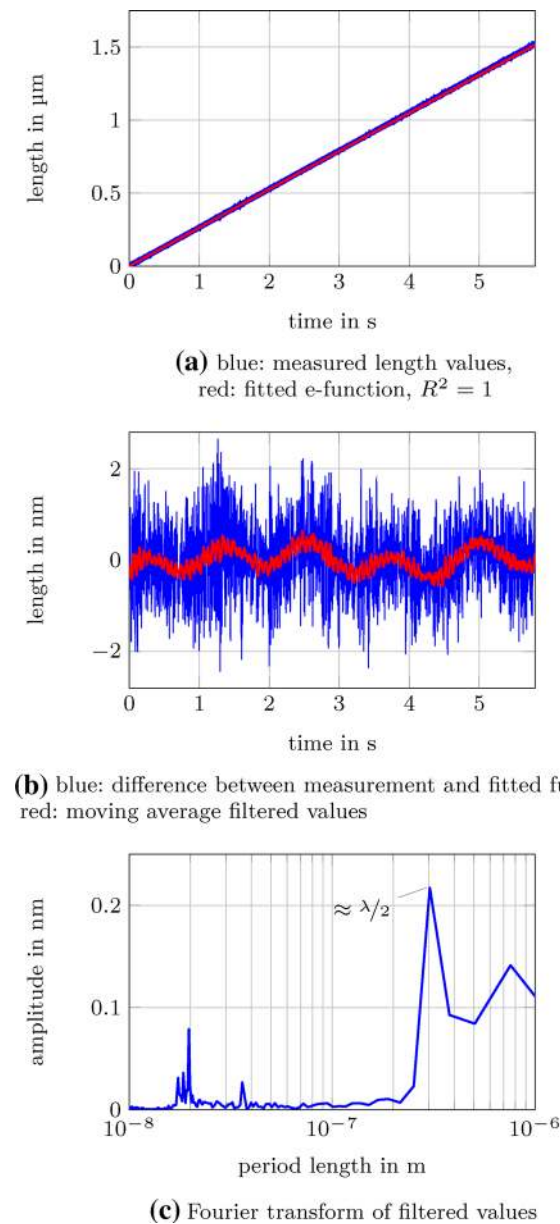 1.5
1
0.5
0
length in µm
0 1 2 3 4 5
time in s
(a) blue: measured length values,
red: fitted e-function, R² = 1
2
0
−2
length in nm
0 1 2 3 4 5
time in s
(b) blue: difference between measurement and fitted
red: moving average filtered values
0.2
0.1
0
amplitude in nm
≈ λ/2
10⁻⁸ 10⁻⁷ 10⁻⁶
period length in m
(c) Fourier transform of filtered values